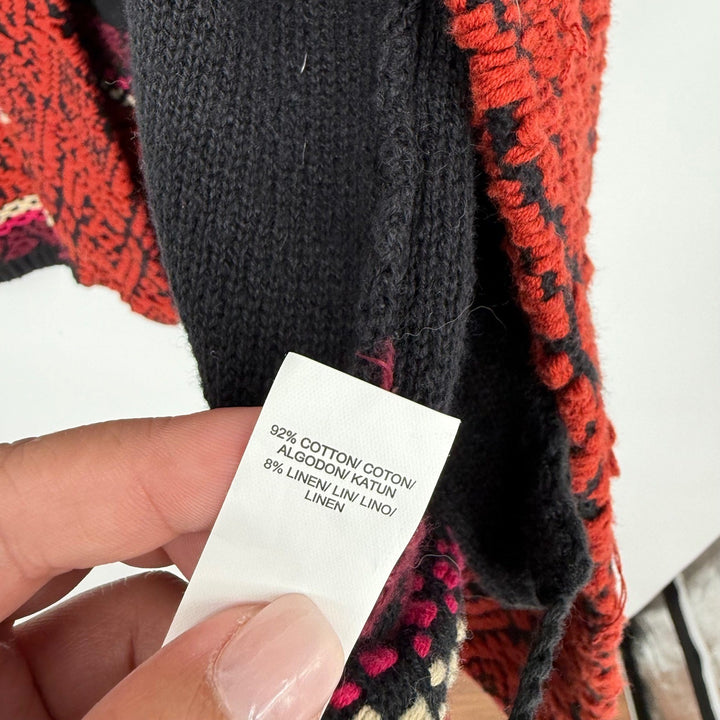 92% COTTON/ COTON/
ALGODON/ KATUN
8% LINEN/ LIN/ LINO/
LINEN